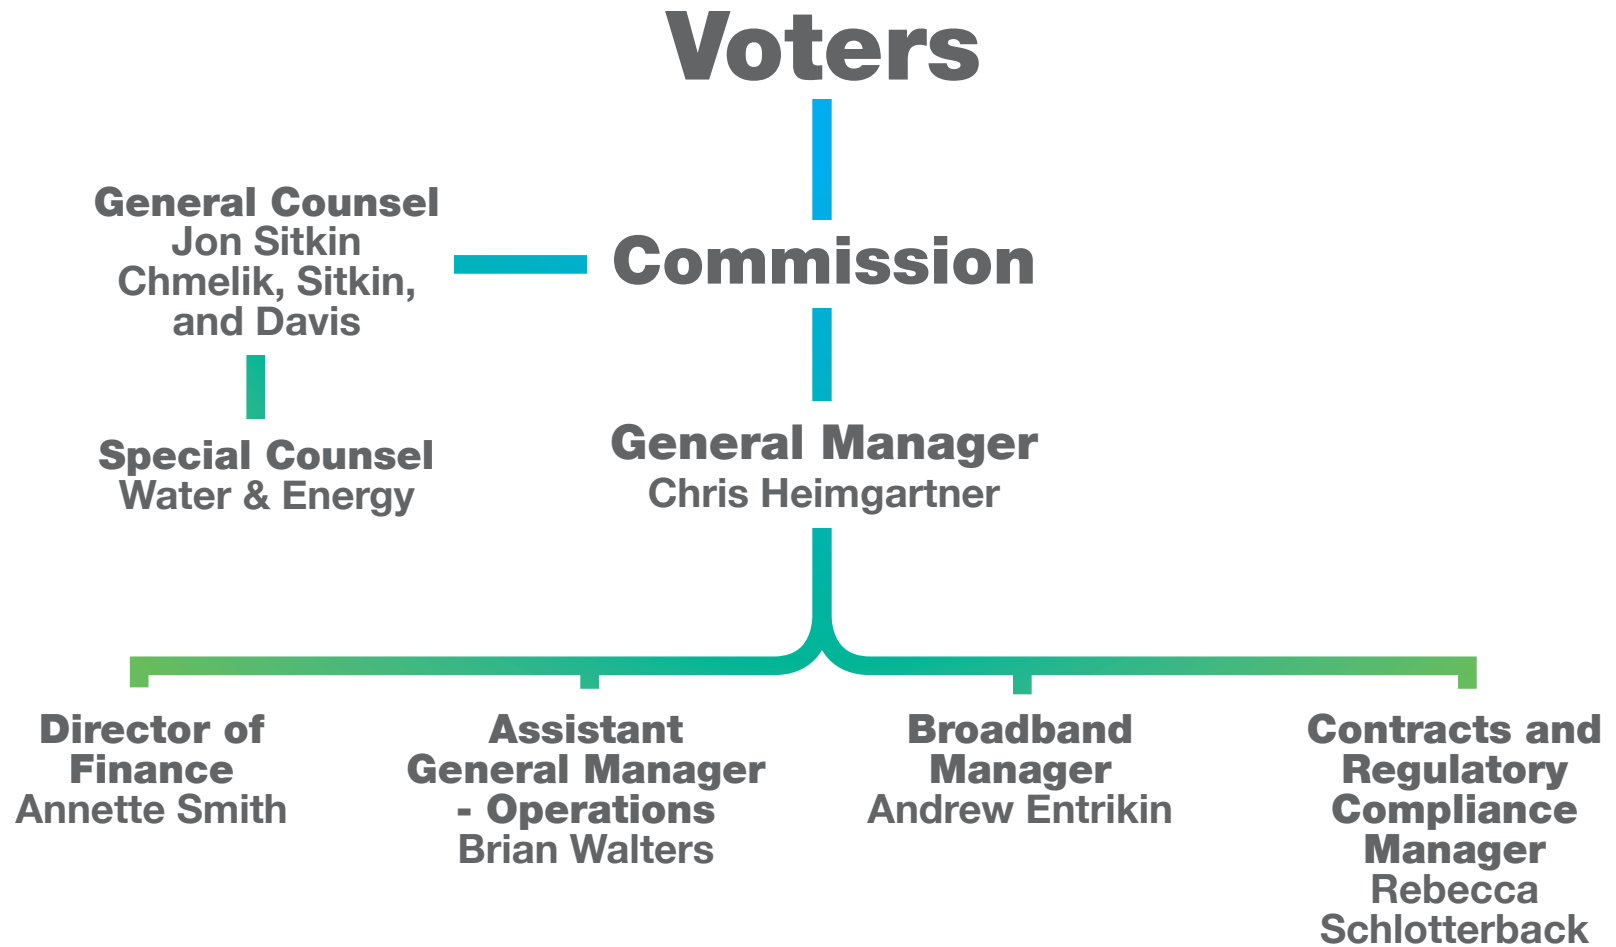 Voters
General Counsel
Jon Sitkin
Chmelik, Sitkin,
and Davis
Commission
Special Counsel
Water & Energy
General Manager
Chris Heimgartner
Director of
Finance
Annette Smith
Assistant
General Manager
- Operations
Brian Walters
Broadband
Manager
Andrew Entrikin
Contracts and
Regulatory
Compliance
Manager
Rebecca
Schlotterback